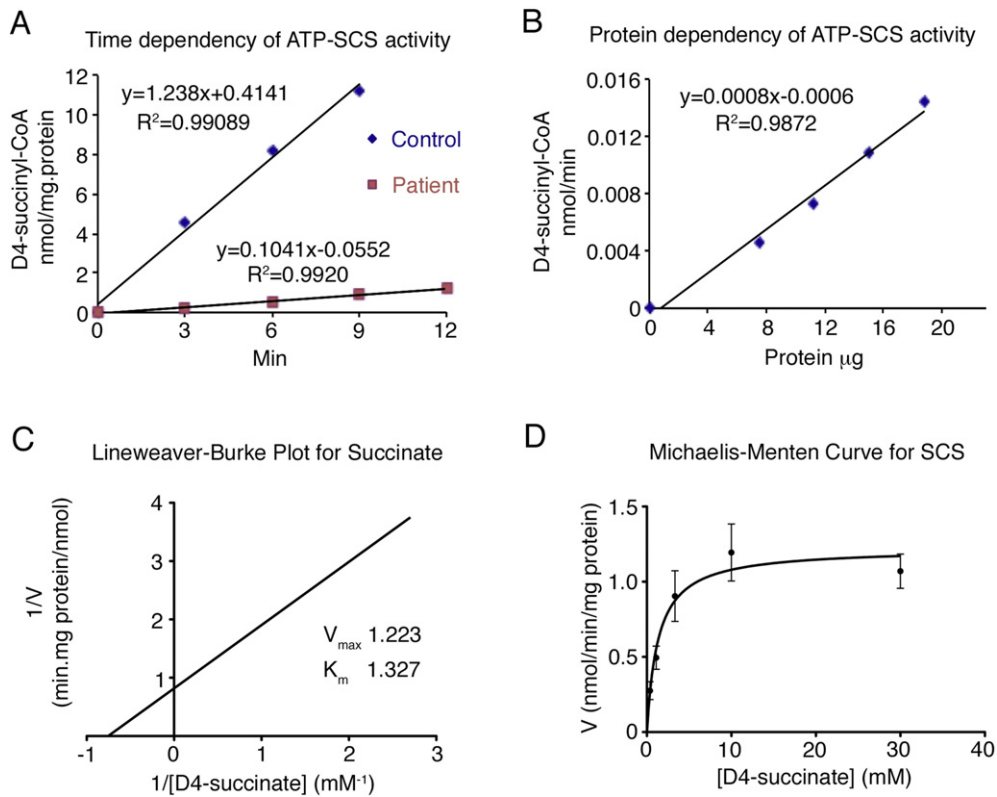 A
Time dependency of ATP-SCS activity
D4-succinyl-CoA
nmol/mg.protein
12
10
8
6
4
2
0
y=1.238x+0.4141
R²=0.99089
Control
Patient
y=0.1041x-0.0552
R²=0.9920
0 3 6 9 12
Min
B
Protein dependency of ATP-SCS activity
D4-succinyl-CoA
nmol/min
0.016
0.012
0.008
0.004
0
y=0.0008x-0.0006
R²=0.9872
0 4 8 12 16 20
Protein μg
C
Lineweaver-Burke Plot for Succinate
1/V
(min.mg protein/nmol)
4
3
2
1
Vmax 1.223
Km 1.327
-1 0 1 2 3
1/[D4-succinate] (mM⁻¹)
D
Michaelis-Menten Curve for SCS
V (nmol/min/mg protein)
1.5
1.0
0.5
0
0 10 20 30 40
[D4-succinate] (mM)